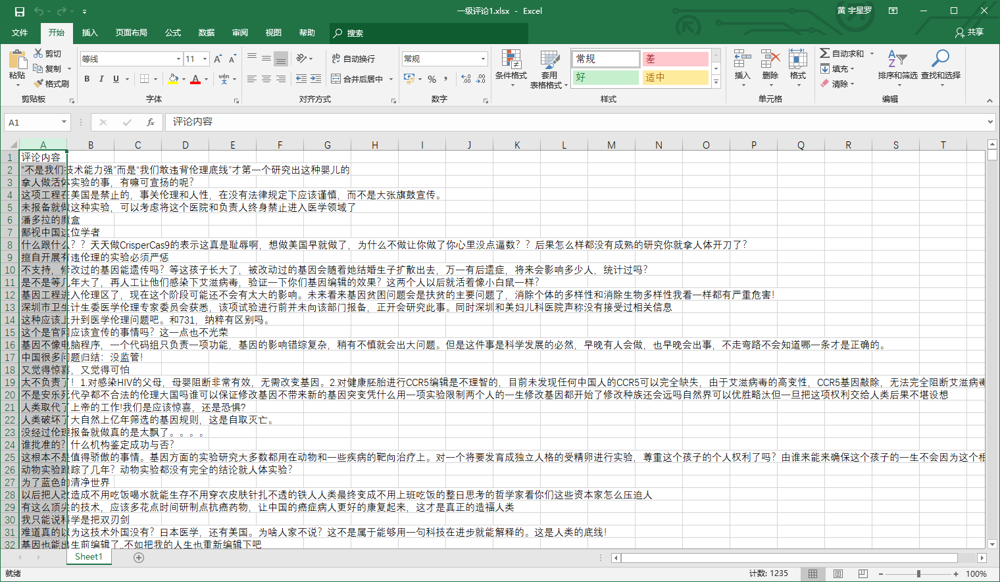 一级评论1.xlsx - Excel
黄 宇星罗
文件 开始 插入 页面布局 公式 数据 审阅 视图 帮助 搜索 共享
粘贴 剪切 复制 格式刷 剪贴板
等线 11 B I U wén 文 字体
ab 自动换行 合并后居中 对齐方式
常规 % 数字
条件格式 套用 表格格式 常规 差 好 适中 样式
插入 删除 格式 单元格
自动求和 填充 清除 排序和筛选 查找和选择 编辑
A1 fx 评论内容
A B C D E F G H I J K L M N O P Q R S T
1 评论内容
2 “不是我们技术能力强”而是“我们敢违背伦理底线”才第一个研究出这种婴儿的
3 拿人做活体实验的事，有嘛可宣扬的呢？
4 这项工程在美国是禁止的，事关伦理和人性，在没有法律规定下应该谨慎，而不是大张旗鼓宣传。
5 未报备就做这种实验，可以考虑将这个医院和负责人终身禁止进入医学领域了
6 潘多拉的魔盒
7 鄙视中国这位学者
8 什么跟什么？？天天做CrisperCas9的表示这真是耻辱啊，想做美国早就做了，为什么不做让你做了你心里没点逼数？？后果怎么样都没有成熟的研究你就拿人体开刀了？
9 擅自开展有违伦理的实验必须严惩
10 不支持，修改过的基因能遗传吗？等这孩子长大了，被改动过的基因会随着她结婚生子扩散出去，万一有后遗症，将来会影响多少人，统计过吗？
11 是不是等几年大了，再人工让他们感染下艾滋病毒，验证一下你们基因编辑的效果？这两个人以后就活着像小白鼠一样？
12 基因工程进入伦理区了，现在这个阶段可能还不会有太大的影响。未来看来基因贫困问题会是扶贫的主要问题了，消除个体的多样性和消除生物多样性我看一样都有严重危害！
13 深圳市卫生计生委医学伦理专家委员会获悉，该项试验进行前并未向该部门报备，正开会研究此事。同时深圳和美妇儿科医院声称没有接受过相关信息
14 这种应该上升到医学伦理问题吧。和731，纳粹有区别吗。
15 这个是官网应该宣传的事情吗？这一点也不光荣
16 基因不像电脑程序，一个代码组只负责一项功能，基因的影响错综复杂，稍有不慎就会出大问题。但是这件事是科学发展的必然，早晚有人会做，也早晚会出事，不走弯路不会知道哪一条才是正确的。
17 中国很多问题归结：没监管！
18 又觉得惊喜，又觉得可怕
19 太不负责了！1.对感染HIV的父母，母婴阻断非常有效，无需改变基因。2.对健康胚胎进行CCR5编辑是不理智的，目前未发现任何中国人的CCR5可以完全缺失，由于艾滋病毒的高变性，CCR5基因敲除，无法完全阻断艾滋病毒
20 不是安乐死代孕都不合法的伦理大国吗谁可以保证修改基因不带来新的基因突变凭什么用一项实验限制两个人的一生修改基因都开始了修改种族还会远吗自然界可以优胜略汰但一旦把这项权利交给人类后果不堪设想
21 人类取代了上帝的工作!我们是应该惊喜，还是恐惧?
22 人类破坏了大自然上亿年筛选的基因规则，这是自取灭亡。
23 没经过伦理报备就做真的是太飘了。。。。
24 谁批准的？什么机构鉴定成功与否？
25 这根本不是值得骄傲的事情。基因方面的实验研究大多数都用在动物和一些疾病的靶向治疗上。对一个将要发育成独立人格的受精卵进行实验，尊重这个孩子的个人权利了吗？由谁来能来确保这个孩子的一生不会因为这个根
26 动物实验跟踪了几年？动物实验都没有完全的结论就人体实验？
27 为了蓝色的清净世界
28 以后把人改造成不用吃饭喝水就能生存不用穿衣皮肤针扎不透的铁人人类最终变成不用上班吃饭的整日思考的哲学家看你们这些资本家怎么压迫人
29 有这么顶尖的技术，应该多花点时间研制点抗癌药物，让中国的癌症病人更好的康复起来，这才是真正的造福人类
30 我只能说科学是把双刃剑
31 难道真的以为这技术外国没有？日本医学，还有美国。为啥人家不说？这不是属于能够用一句科技在进步就能解释的。这是人类的底线！
32 基因也能出生前编辑了,不如把我的人生也重新编辑下吧
Sheet1
就绪 计数: 1235 100%